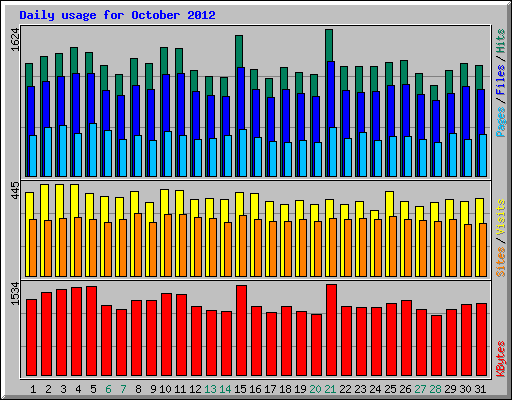 Daily usage for October 2012
1624
Pages / Files / Hits
445
Sites / Visits
1534
KBytes
1 2 3 4 5 6 7 8 9 10 11 12 13 14 15 16 17 18 19 20 21 22 23 24 25 26 27 28 29 30 31